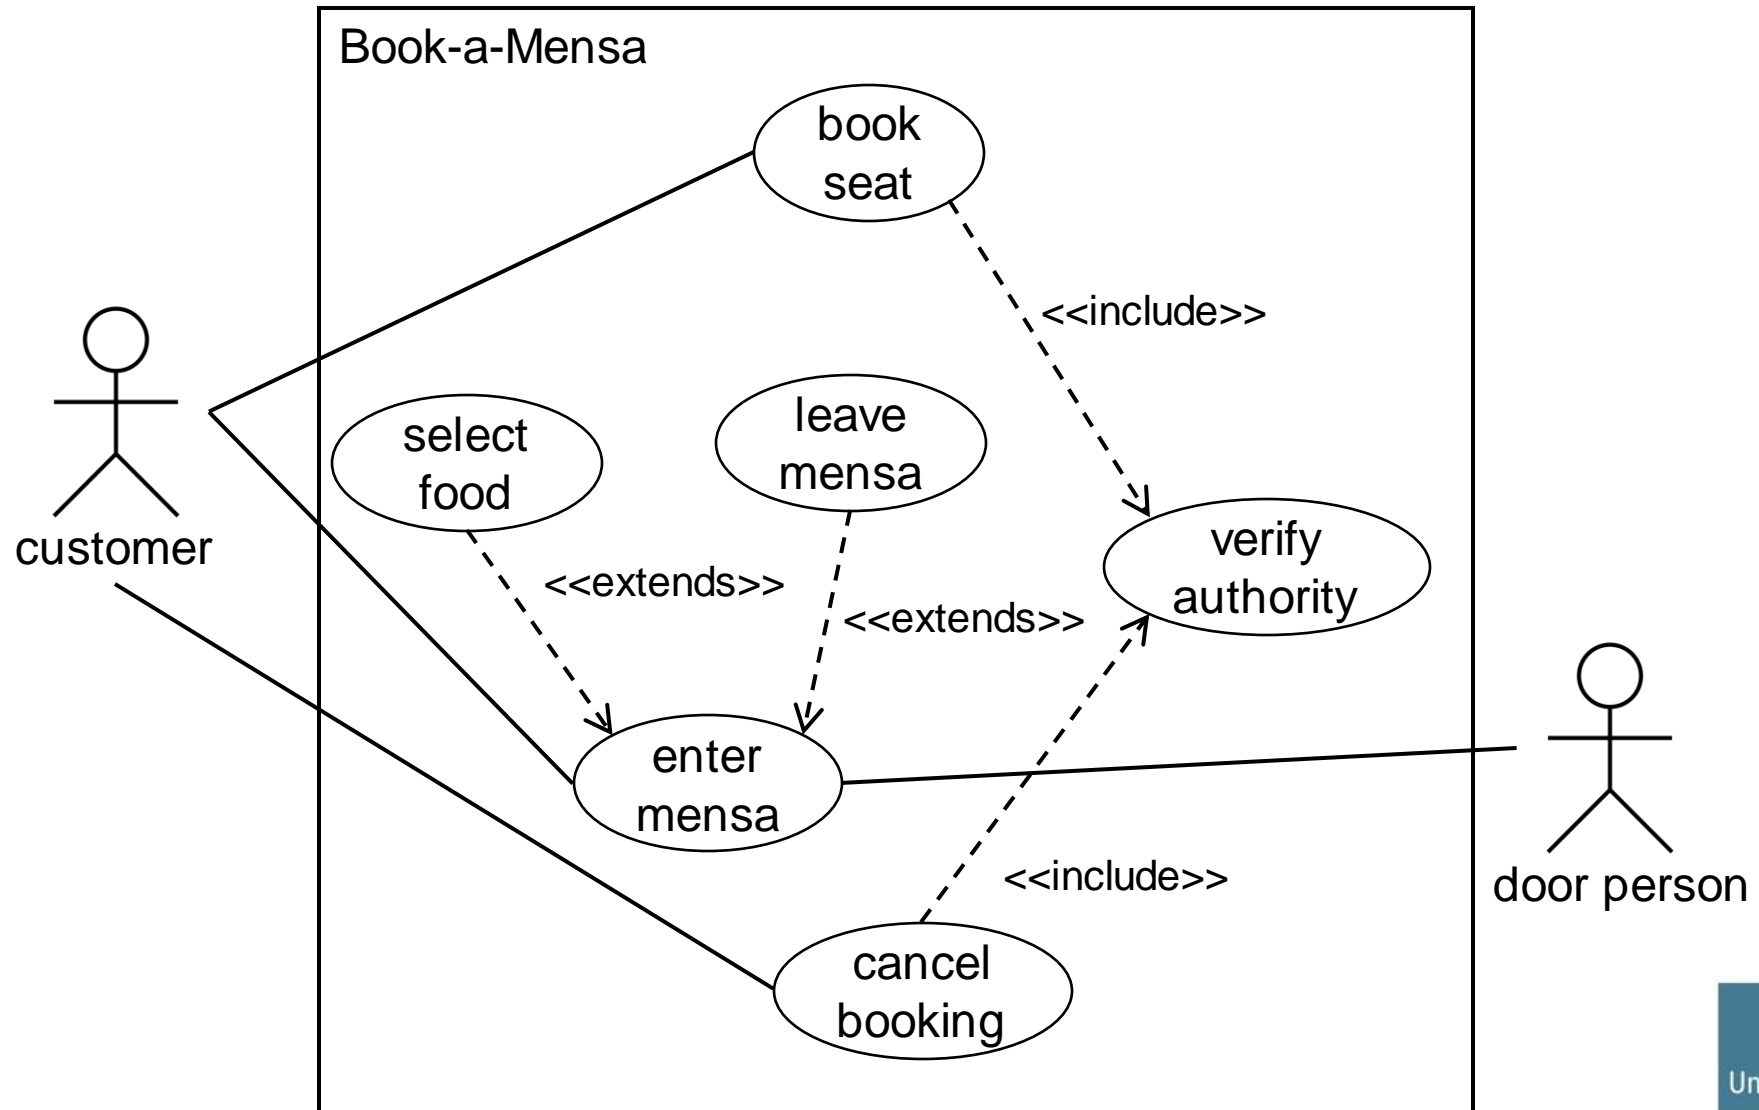 Book-a-Mensa
book
seat
<<include>>
select
food
leave
mensa
customer
verify
authority
<<extends>>
<<extends>>
enter
mensa
<<include>>
door person
cancel
booking
Un